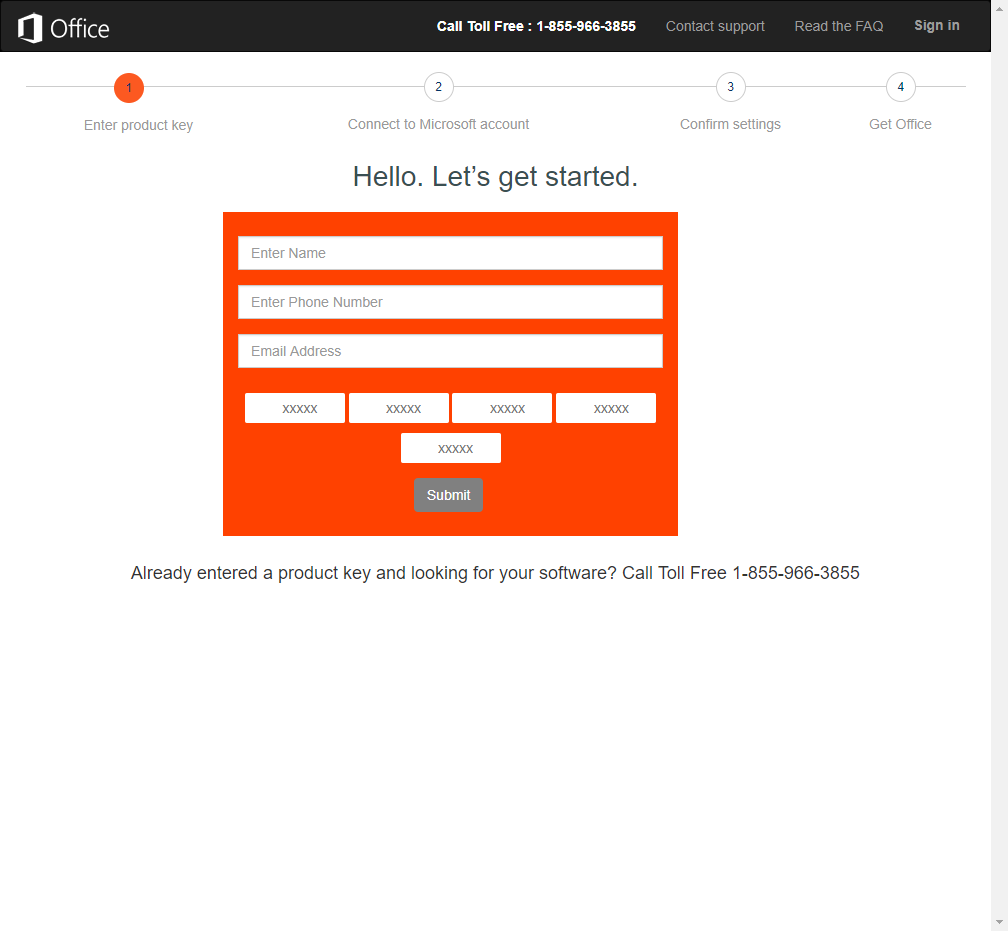 Office
Call Toll Free : 1-855-966-3855 Contact support Read the FAQ Sign in
1 2 3 4
Enter product key Connect to Microsoft account Confirm settings Get Office
Hello. Let’s get started.
Enter Name
Enter Phone Number
Email Address
xxxxx xxxxx xxxxx xxxxx
xxxxx
Submit
Already entered a product key and looking for your software? Call Toll Free 1-855-966-3855